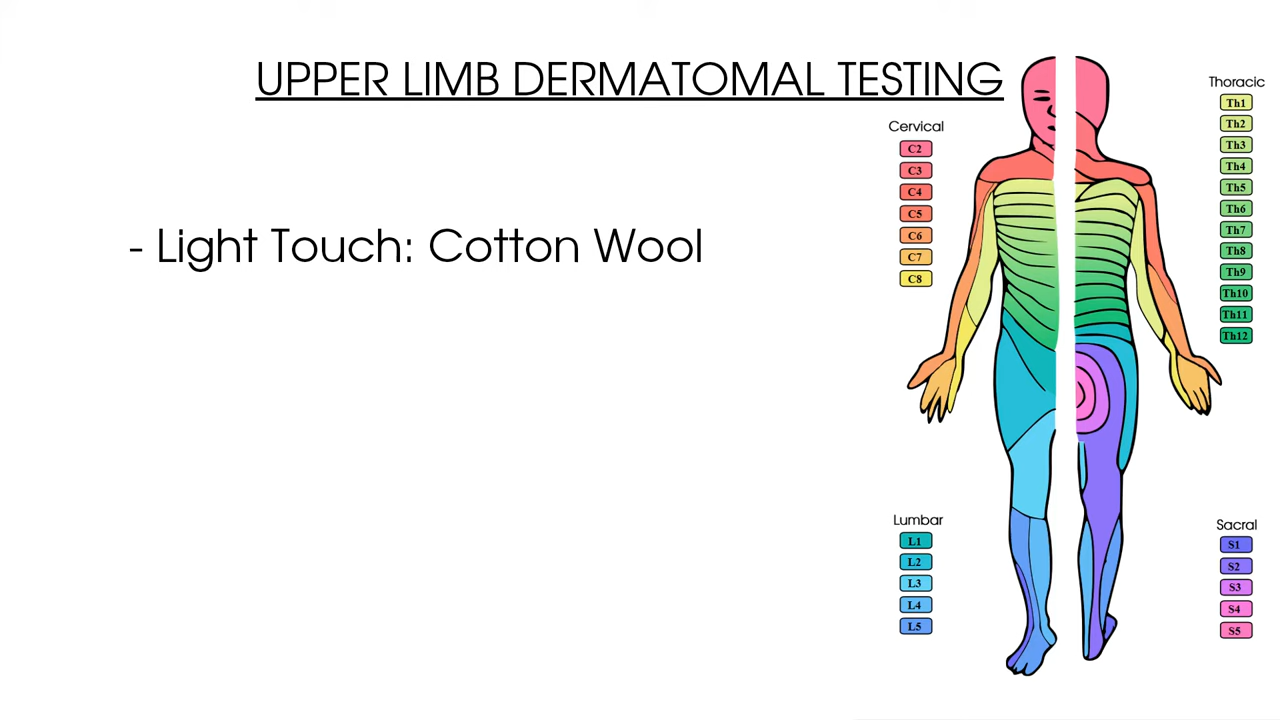 UPPER LIMB DERMATOMAL TESTING
- Light Touch: Cotton Wool
Cervical
C2
C3
C4
C5
C6
C7
C8
Thoracic
Th1
Th2
Th3
Th4
Th5
Th6
Th7
Th8
Th9
Th10
Th11
Th12
Lumbar
L1
L2
L3
L4
L5
Sacral
S1
S2
S3
S4
S5